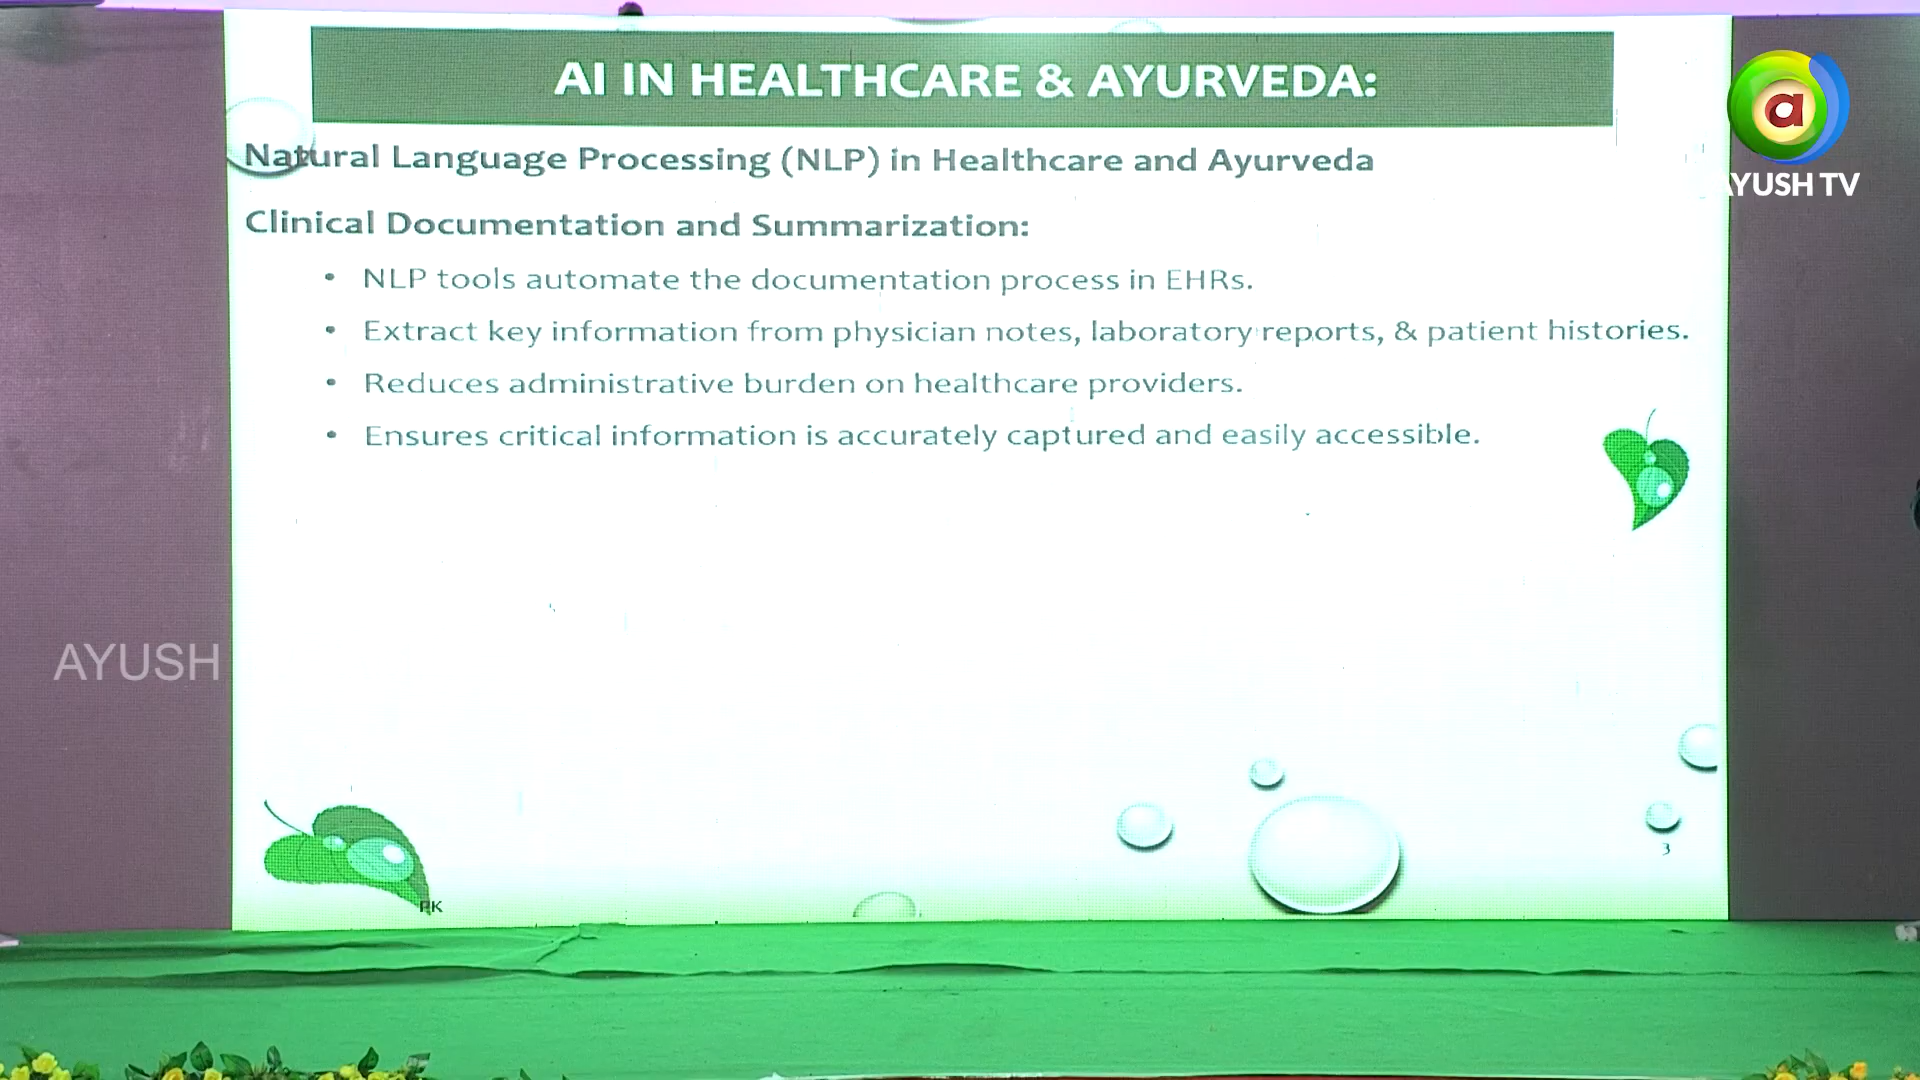 AI IN HEALTHCARE & AYURVEDA:
a
AYUSH TV
Natural Language Processing (NLP) in Healthcare and Ayurveda
Clinical Documentation and Summarization:
• NLP tools automate the documentation process in EHRs.
• Extract key information from physician notes, laboratory reports, & patient histories.
• Reduces administrative burden on healthcare providers.
• Ensures critical information is accurately captured and easily accessible.
AYUSH
3
PK